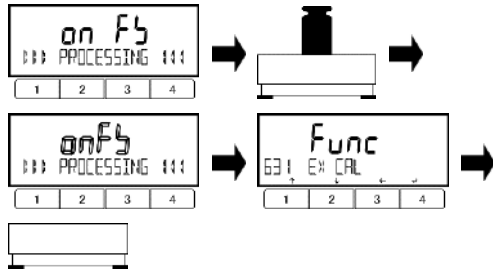 on FS
▷▷▷ PROCESSING ◁◁◁
1 2 3 4
onFS
▷▷▷ PROCESSING ◁◁◁
1 2 3 4
Func
631 EX CAL
↑ ↓ ← ↵
1 2 3 4